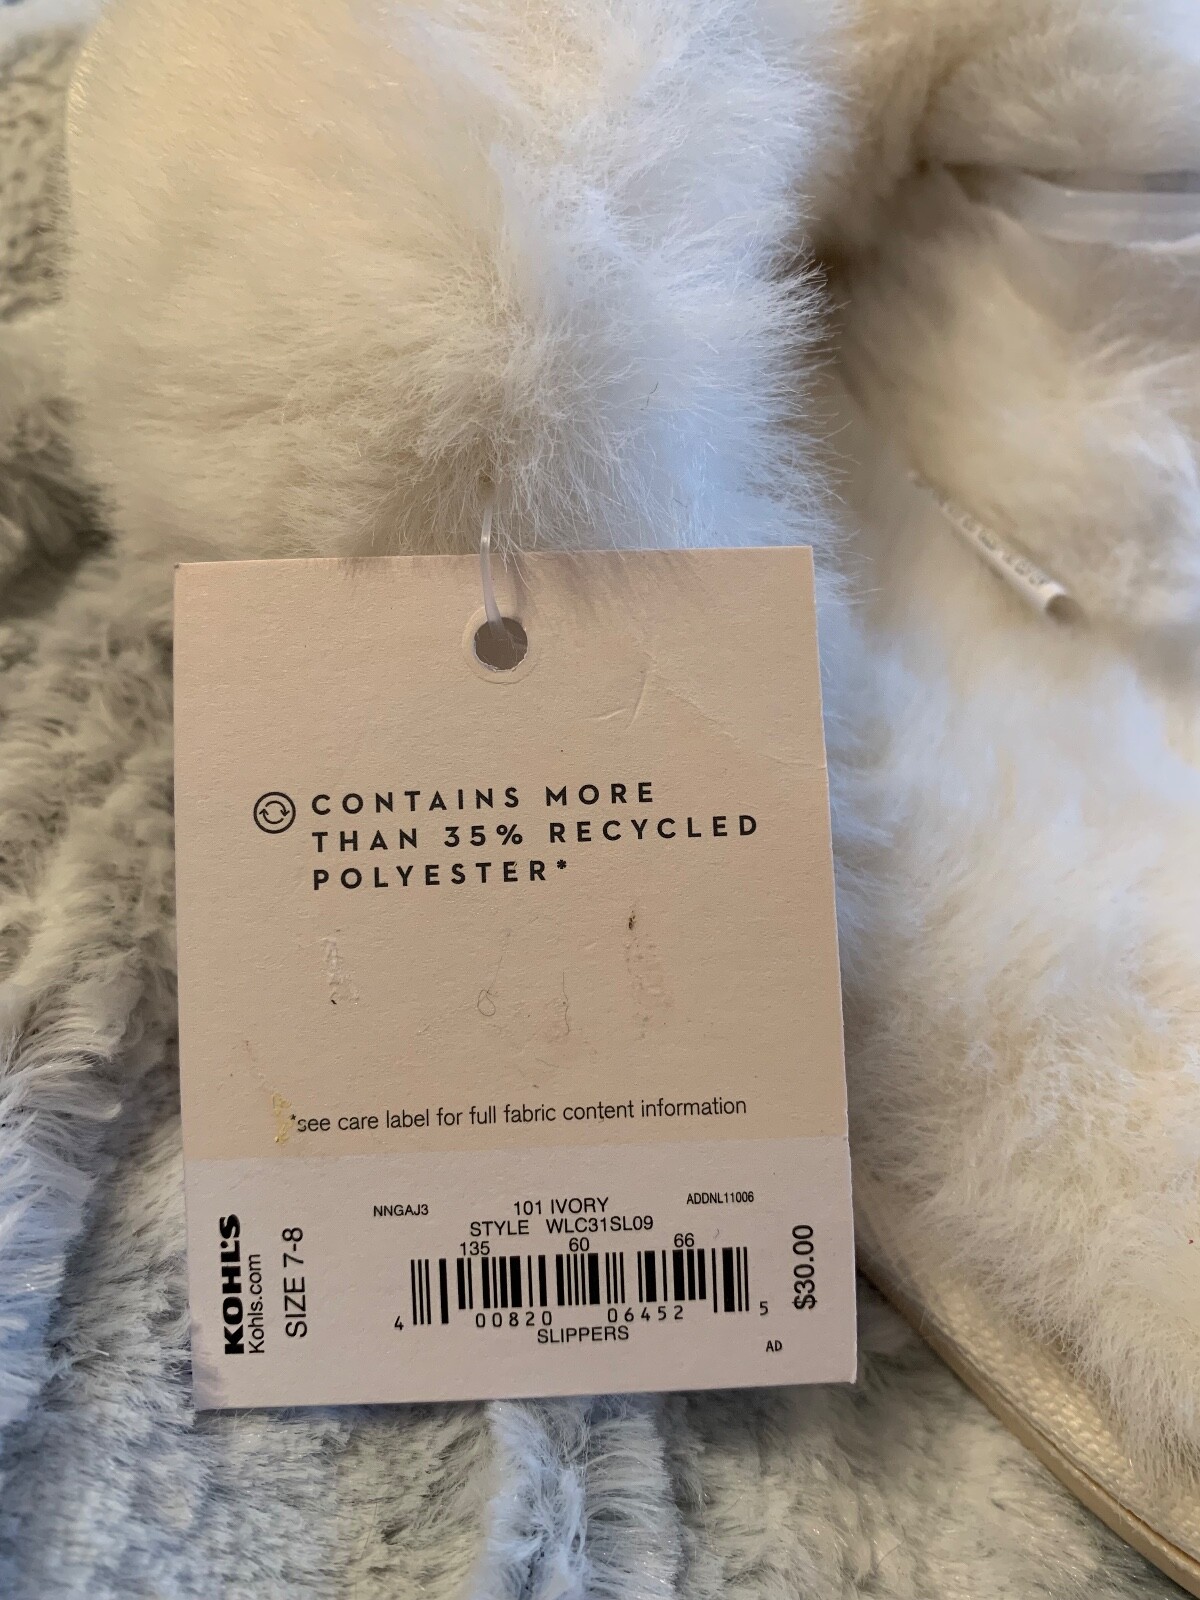 CONTAINS MORE
THAN 35% RECYCLED
POLYESTER*
*see care label for full fabric content information
KOHL'S
Kohls.com
SIZE 7-8
NNGAJ3
101 IVORY
ADDNL11006
STYLE WLC31SL09
135 60 66
4 00820 06452 5
SLIPPERS
$30.00
AD